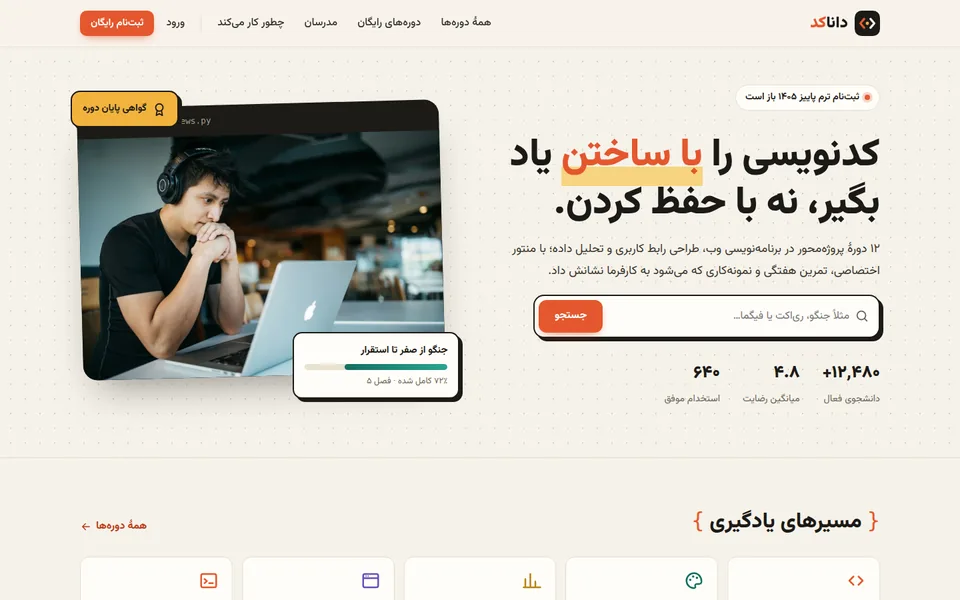 داناکد
همهٔ دوره‌ها
دوره‌های رایگان
مدرسان
چطور کار می‌کند
ورود
ثبت‌نام رایگان
ثبت‌نام ترم پاییز ۱۴۰۵ باز است
کدنویسی را با ساختن یاد
بگیر، نه با حفظ کردن.
۱۲ دورهٔ پروژه‌محور در برنامه‌نویسی وب، طراحی رابط کاربری و تحلیل داده؛ با منتور
اختصاصی، تمرین هفتگی و نمونه‌کاری که می‌شود به کارفرما نشانش داد.
مثلاً جنگو، ری‌اکت یا فیگما…
جستجو
+۱۲٬۴۸۰
دانشجوی فعال
۴.۸
میانگین رضایت
۶۴۰
استخدام موفق
گواهی پایان دوره
ews.py
جنگو از صفر تا استقرار
۷۲٪ کامل شده · فصل ۵
{ مسیرهای یادگیری }
همهٔ دوره‌ها ←